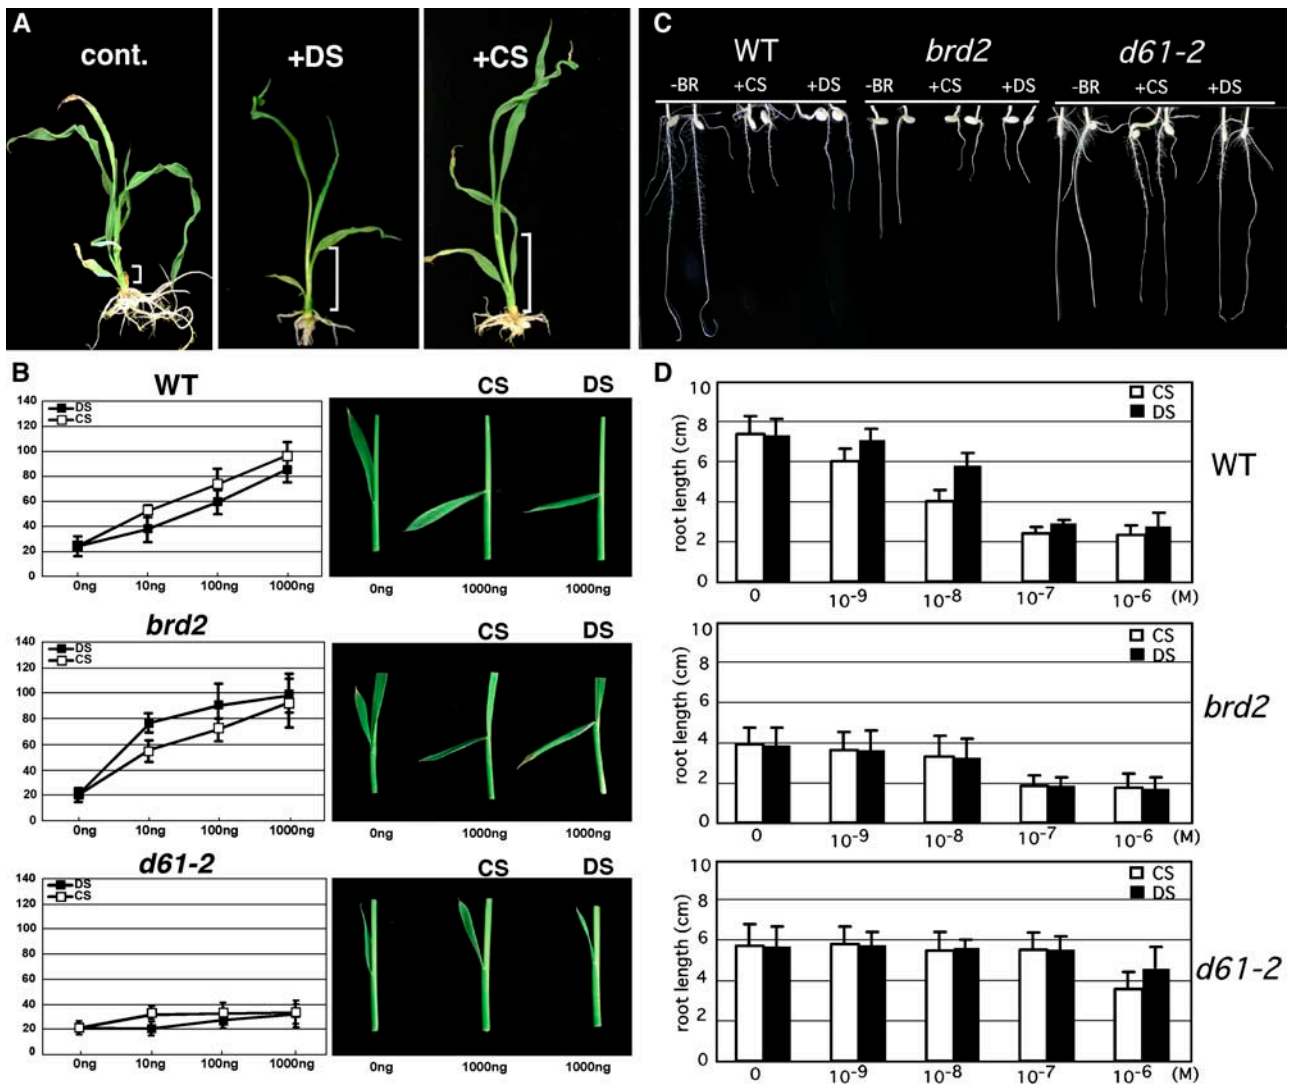 A
cont.
+DS
+CS
C
WT
brd2
d61-2
-BR
+CS
+DS
-BR
+CS
+DS
-BR
+CS
+DS
B
WT
140
120
100
80
60
40
20
0
DS
CS
0ng
10ng
100ng
1000ng
CS
DS
0ng
1000ng
1000ng
brd2
140
120
100
80
60
40
20
0
DS
CS
0ng
10ng
100ng
1000ng
CS
DS
0ng
1000ng
1000ng
d61-2
140
120
100
80
60
40
20
0
DS
CS
0ng
10ng
100ng
1000ng
CS
DS
0ng
1000ng
1000ng
D
10
8
6
4
2
0
root length (cm)
CS
DS
0
10-9
10-8
10-7
10-6
(M)
WT
10
8
6
4
2
0
root length (cm)
CS
DS
0
10-9
10-8
10-7
10-6
(M)
brd2
10
8
6
4
2
0
root length (cm)
CS
DS
0
10-9
10-8
10-7
10-6
(M)
d61-2